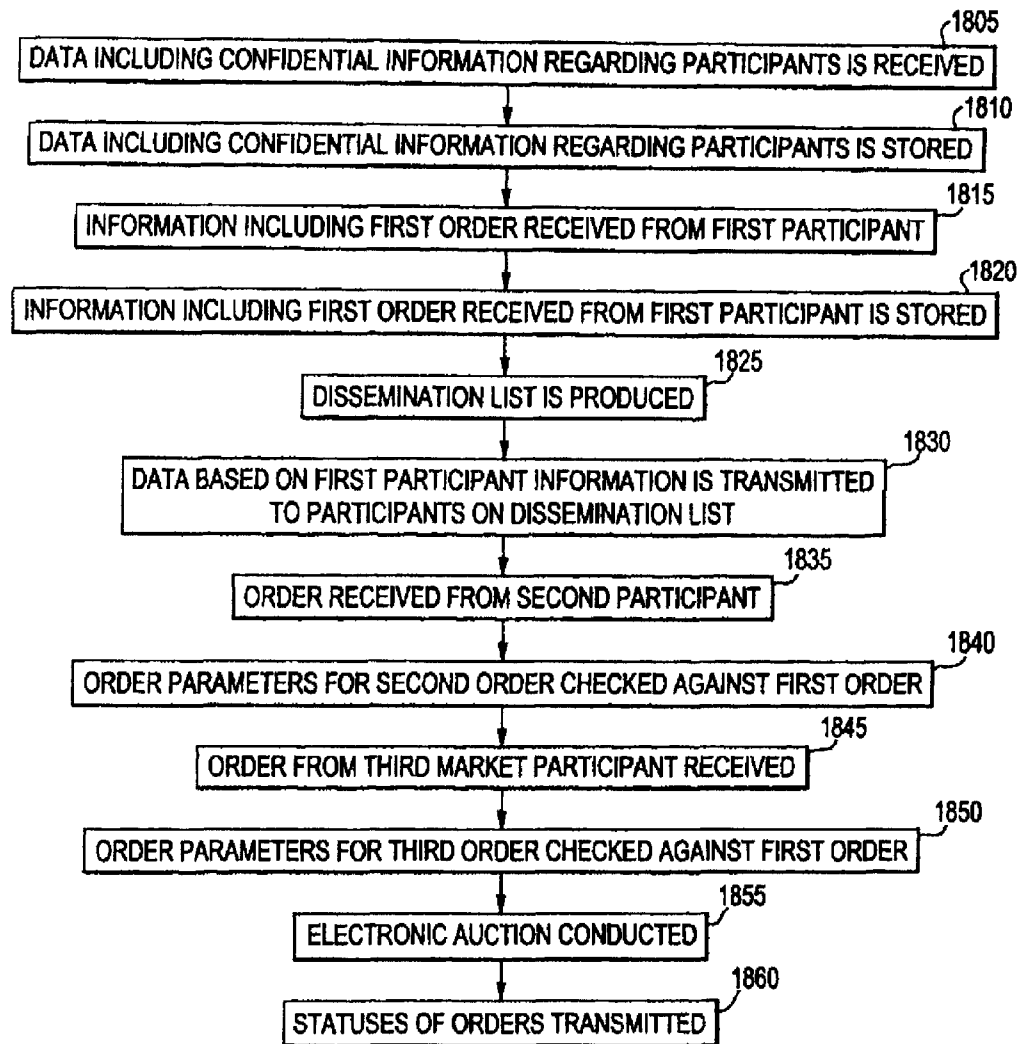 1805
DATA INCLUDING CONFIDENTIAL INFORMATION REGARDING PARTICIPANTS IS RECEIVED
1810
DATA INCLUDING CONFIDENTIAL INFORMATION REGARDING PARTICIPANTS IS STORED
1815
INFORMATION INCLUDING FIRST ORDER RECEIVED FROM FIRST PARTICIPANT
1820
INFORMATION INCLUDING FIRST ORDER RECEIVED FROM FIRST PARTICIPANT IS STORED
1825
DISSEMINATION LIST IS PRODUCED
1830
DATA BASED ON FIRST PARTICIPANT INFORMATION IS TRANSMITTED
TO PARTICIPANTS ON DISSEMINATION LIST
1835
ORDER RECEIVED FROM SECOND PARTICIPANT
1840
ORDER PARAMETERS FOR SECOND ORDER CHECKED AGAINST FIRST ORDER
1845
ORDER FROM THIRD MARKET PARTICIPANT RECEIVED
1850
ORDER PARAMETERS FOR THIRD ORDER CHECKED AGAINST FIRST ORDER
1855
ELECTRONIC AUCTION CONDUCTED
1860
STATUSES OF ORDERS TRANSMITTED